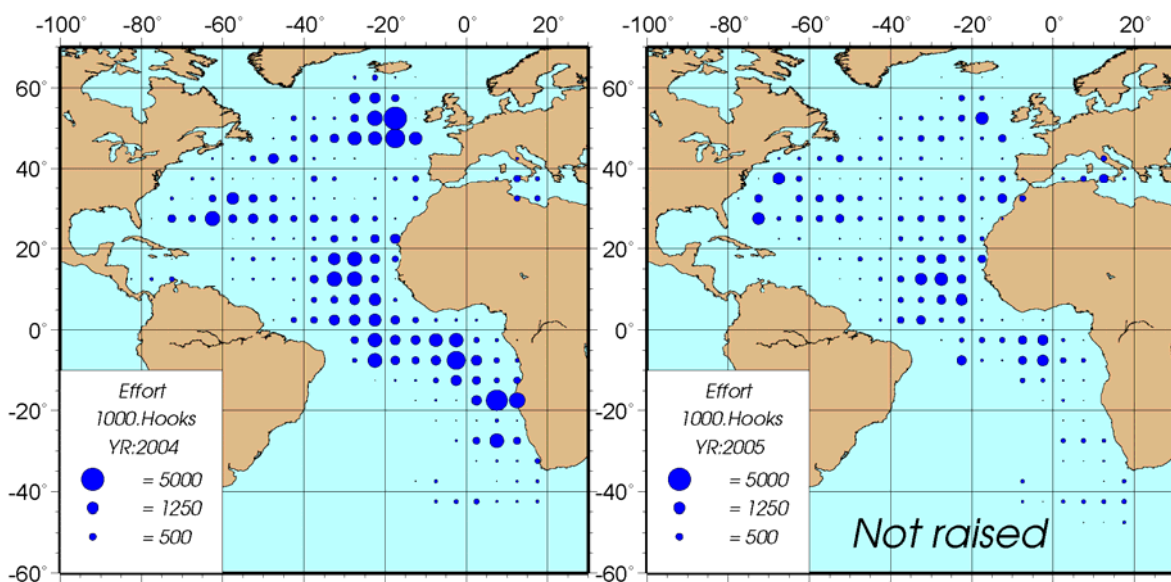 -100 -80 -60 -40 -20 0 20 -100 -80 -60 -40 -20 0 20
60° 60°
40° 40°
20° 20°
0° 0°
-20° -20°
-40° -40°
-60° -60°
Effort
1000.Hooks
YR:2004
= 5000
= 1250
= 500
Effort
1000.Hooks
YR:2005
= 5000
= 1250
= 500
Not raised